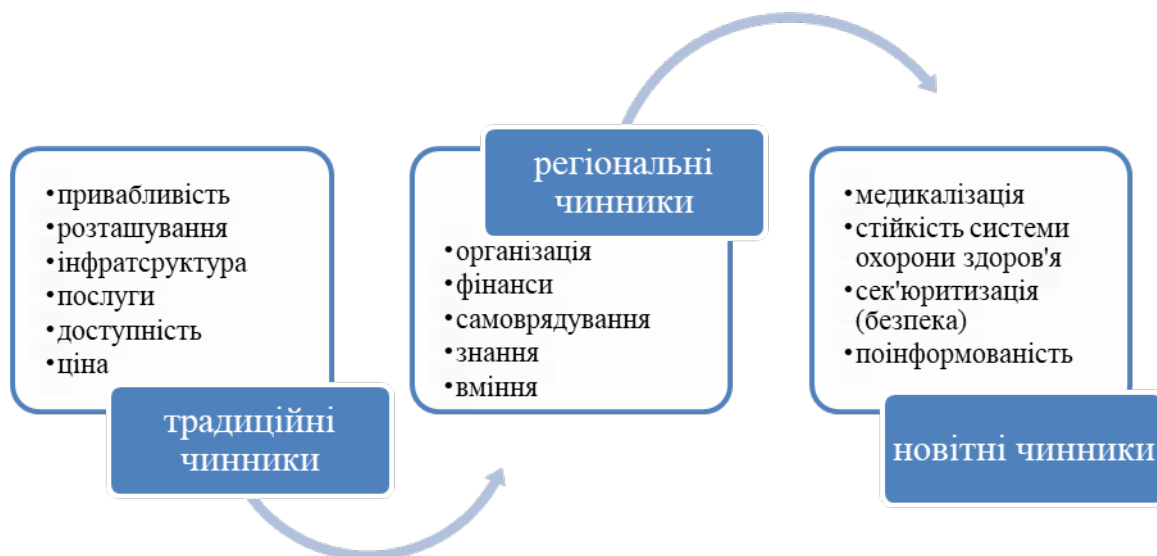 •привабливість
•розташування
•інфратсруктура
•послуги
•доступність
•ціна
традиційні
чинники
регіональні
чинники
•організація
•фінанси
•самоврядування
•знання
•вміння
•медикалізація
•стійкість системи
охорони здоров'я
•сек'юритизація
(безпека)
•поінформованість
новітні чинники